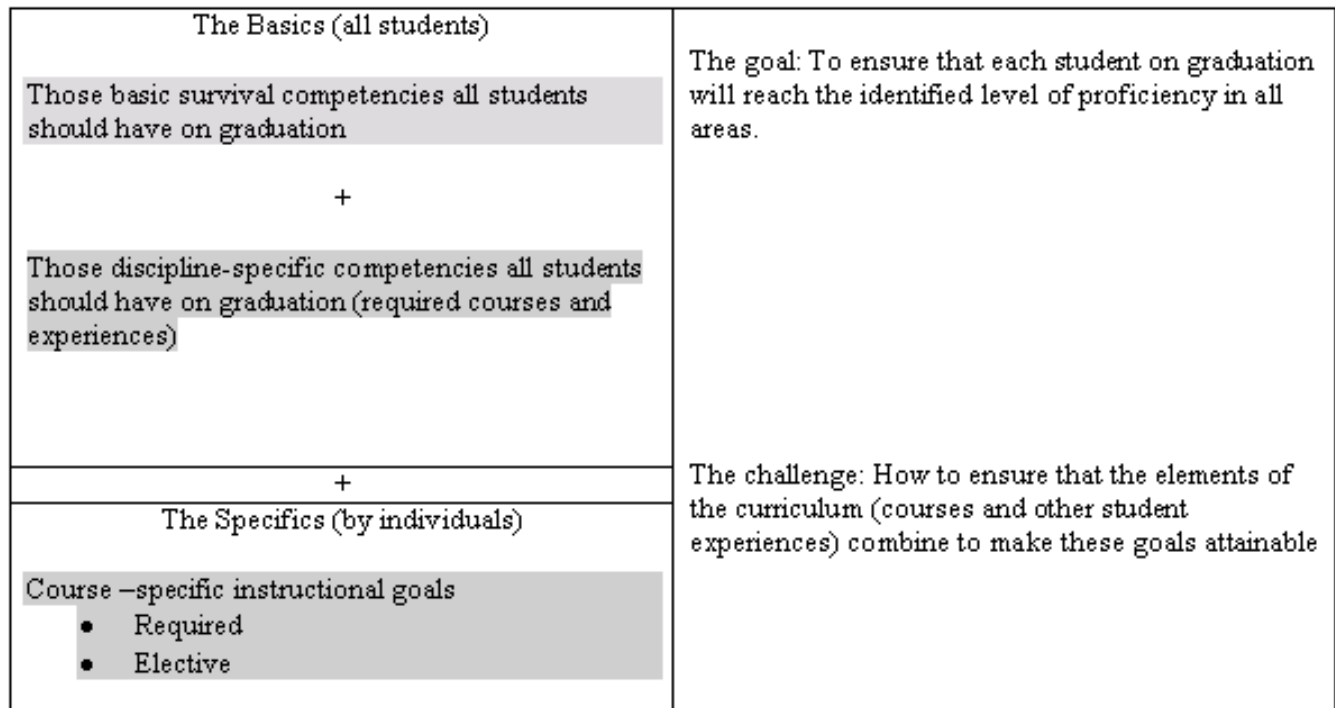 The Basics (all students)
Those basic survival competencies all students
should have on graduation
+
Those discipline-specific competencies all students
should have on graduation (required courses and
experiences)
+
The Specifics (by individuals)
Course –specific instructional goals
● Required
● Elective
The goal: To ensure that each student on graduation
will reach the identified level of proficiency in all
areas.
The challenge: How to ensure that the elements of
the curriculum (courses and other student
experiences) combine to make these goals attainable